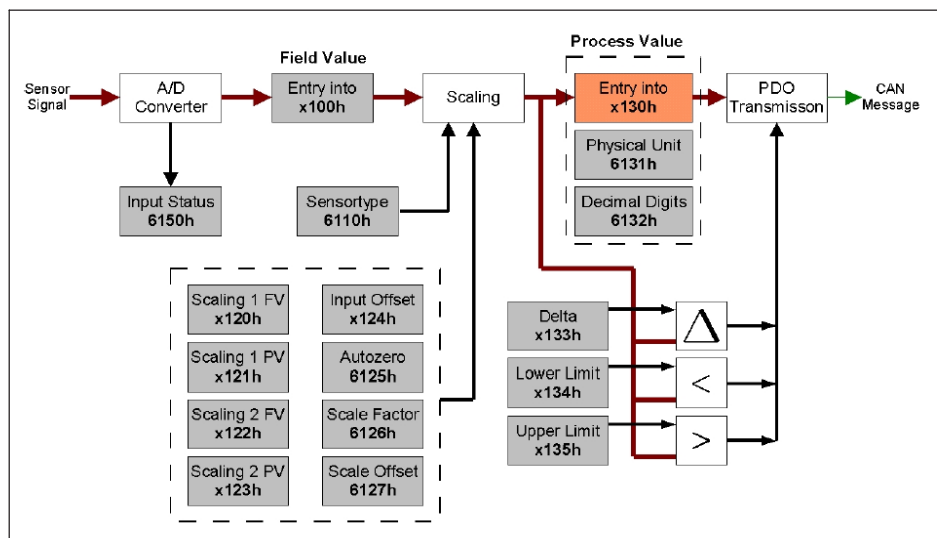 Field Value
Process Value
Sensor
Signal
A/D
Converter
Entry into
x100h
Scaling
Entry into
x130h
PDO
Transmisson
CAN
Message
Physical Unit
6131h
Input Status
6150h
Sensortype
6110h
Decimal Digits
6132h
Scaling 1 FV
x120h
Input Offset
x124h
Scaling 1 PV
x121h
Autozero
6125h
Scaling 2 FV
x122h
Scale Factor
6126h
Scaling 2 PV
x123h
Scale Offset
6127h
Delta
x133h
Δ
Lower Limit
x134h
<
Upper Limit
x135h
>